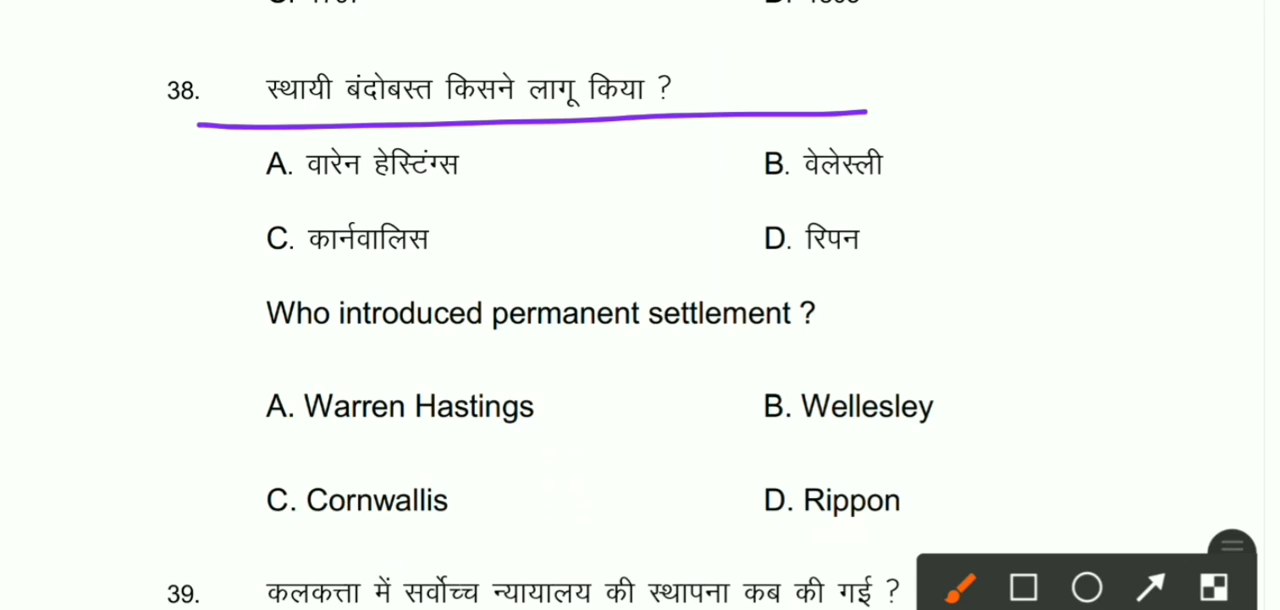 38. स्थायी बंदोबस्त किसने लागू किया ?
A. वारेन हेस्टिंग्स B. वेलेस्ली
C. कार्नवालिस D. रिपन
Who introduced permanent settlement ?
A. Warren Hastings B. Wellesley
C. Cornwallis D. Rippon
39. कलकत्ता में सर्वोच्च न्यायालय की स्थापना कब की गई ?